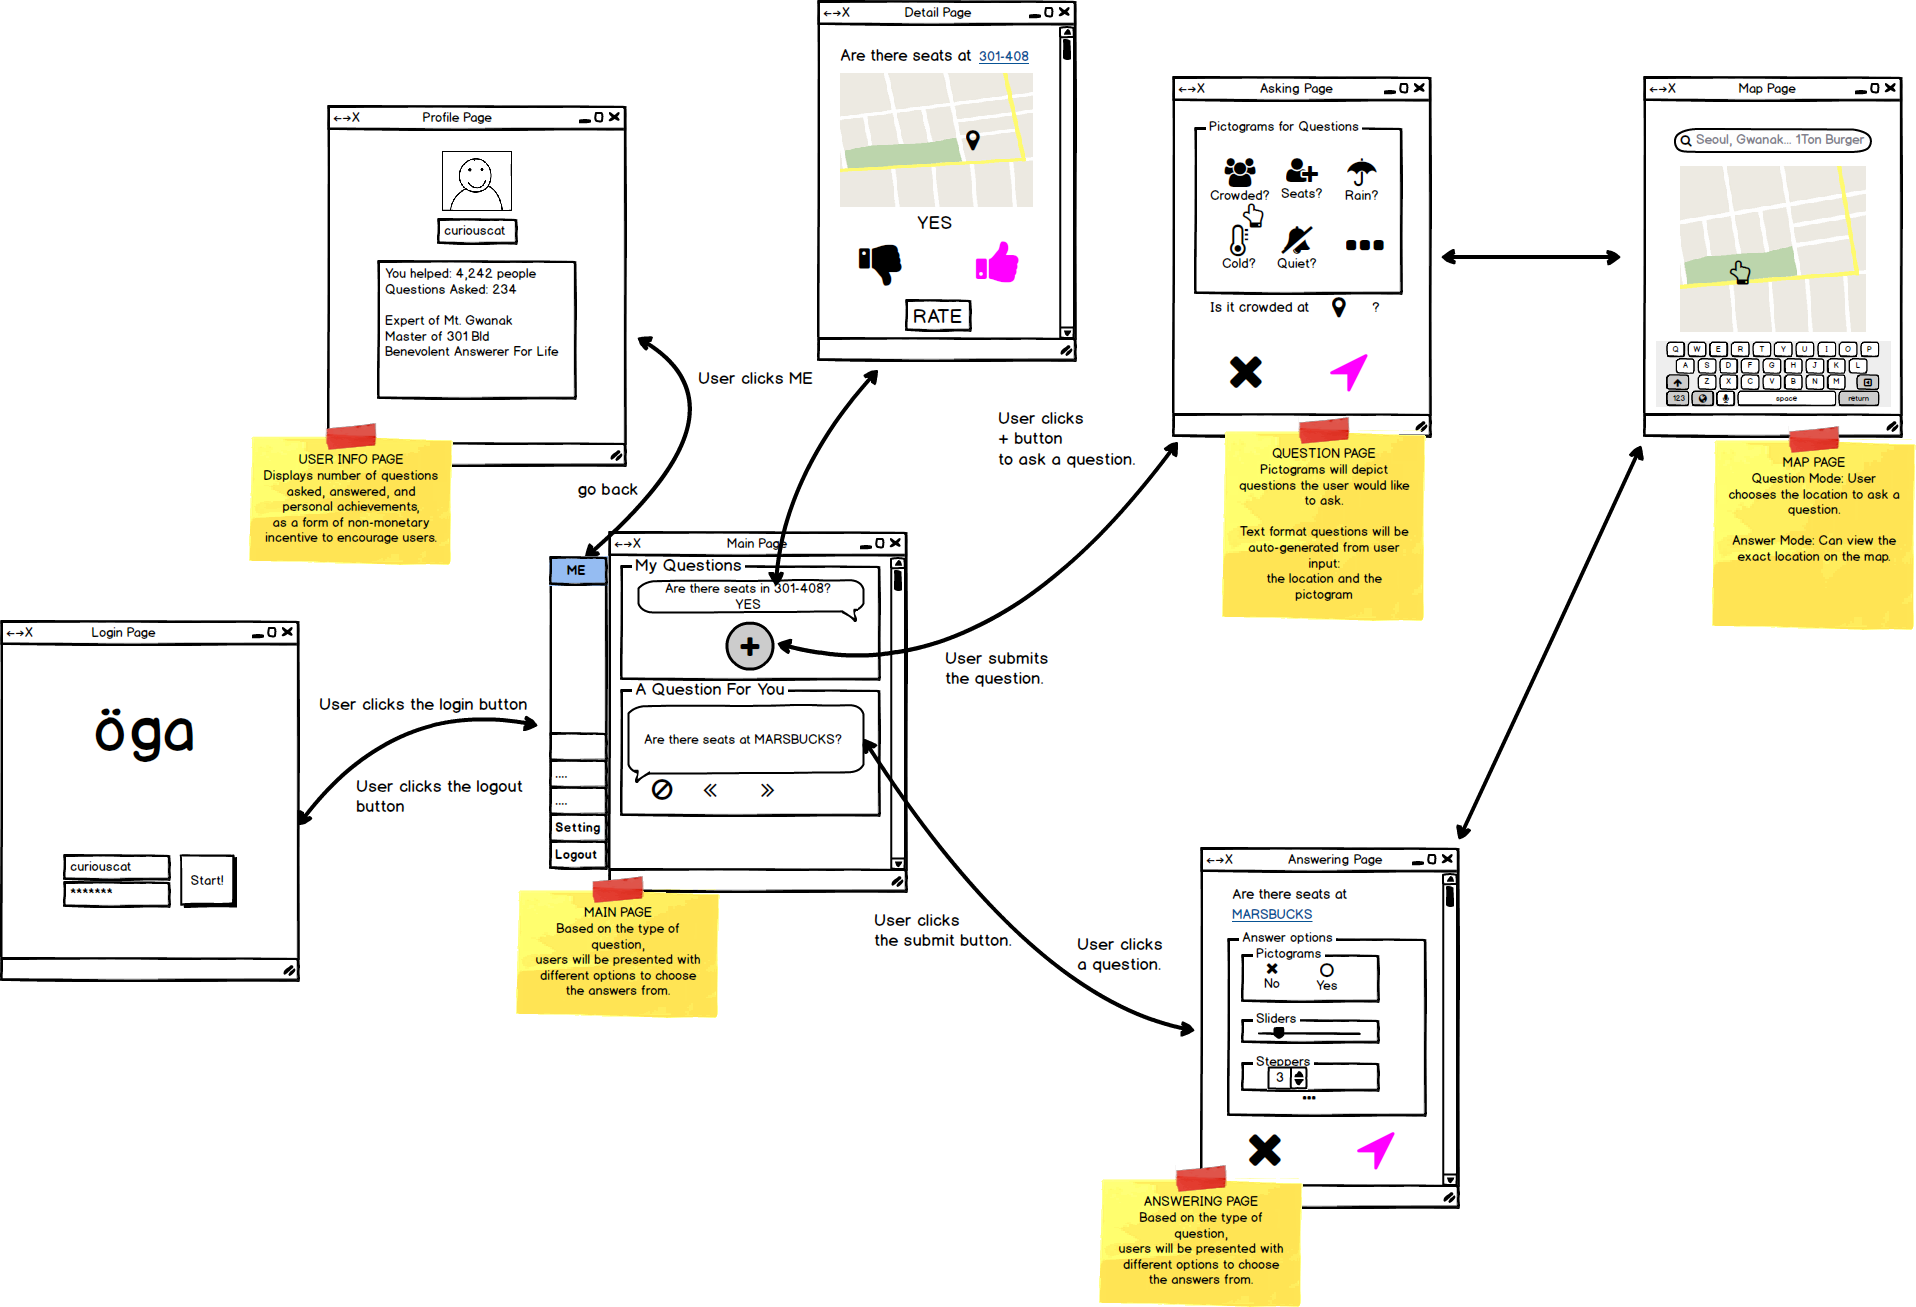 Detail Page
Are there seats at 301-408
YES
RATE
Profile Page
curiouscat
You helped: 4,242 people
Questions Asked: 234
Expert of Mt. Gwanak
Master of 301 Bld
Benevolent Answerer For Life
USER INFO PAGE
Displays number of questions
asked, answered, and
personal achievements,
as a form of non-monetary
incentive to encourage users.
User clicks ME
go back
Asking Page
Pictograms for Questions
Crowded?
Seats?
Rain?
Cold?
Quiet?
Is it crowded at
?
User clicks
+ button
to ask a question.
QUESTION PAGE
Pictograms will depict
questions the user would like
to ask.
Text format questions will be
auto-generated from user
input:
the location and the
pictogram
Map Page
Seoul, Gwanak... 1Ton Burger
Q W E R T Y U I O P
A S D F G H J K L
Z X C V B N M
123
space
return
MAP PAGE
Question Mode: User
chooses the location to ask a
question.
Answer Mode: Can view the
exact location on the map.
Login Page
öga
curiouscat
*******
Start!
User clicks the login button
User clicks the logout
button
Main Page
ME
....
....
Setting
Logout
My Questions
Are there seats in 301-408?
YES
A Question For You
Are there seats at MARSBUCKS?
MAIN PAGE
Based on the type of
question,
users will be presented with
different options to choose
the answers from.
User submits
the question.
User clicks
the submit button.
User clicks
a question.
Answering Page
Are there seats at
MARSBUCKS
Answer options
Pictograms
No
Yes
Sliders
Steppers
3
ANSWERING PAGE
Based on the type of
question,
users will be presented with
different options to choose
the answers from.